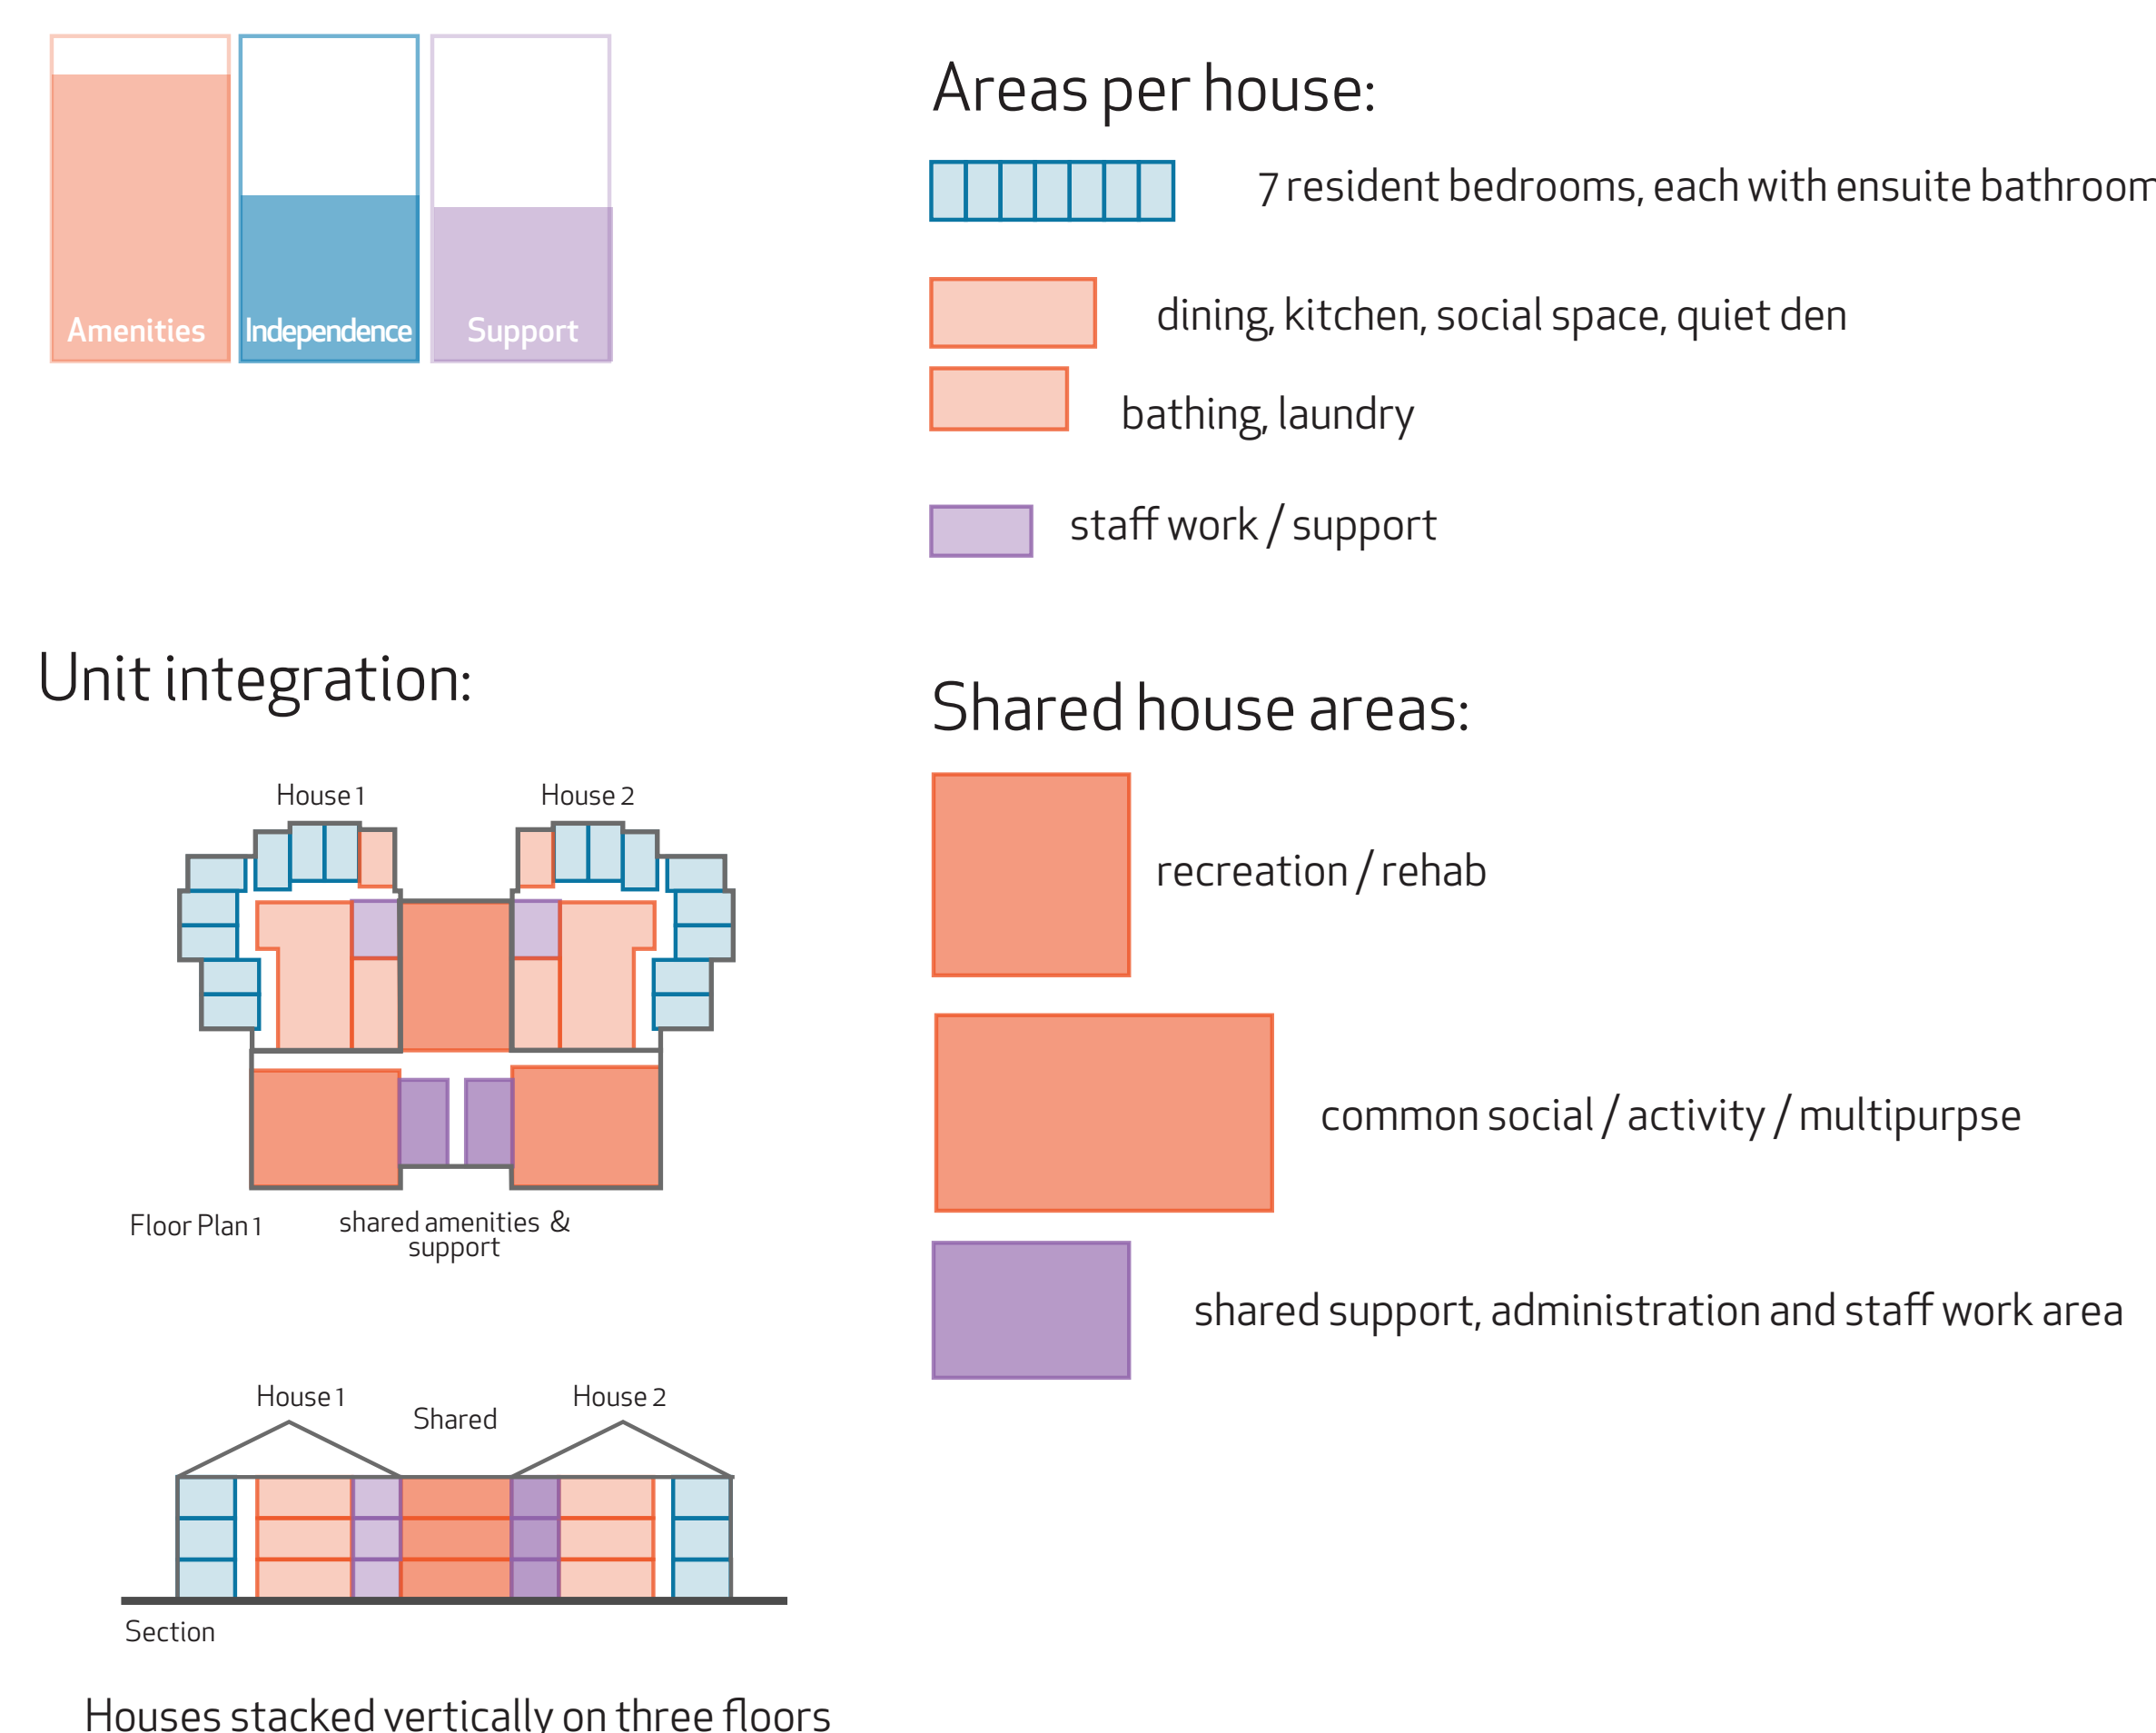 Amenities
Independence
Support
Areas per house:
7 resident bedrooms, each with ensuite bathroom
dining, kitchen, social space, quiet den
bathing, laundry
staff work / support
Unit integration:
House 1
House 2
Floor Plan 1
shared amenities &
support
House 1
Shared
House 2
Section
Houses stacked vertically on three floors
Shared house areas:
recreation / rehab
common social / activity / multipurpse
shared support, administration and staff work area